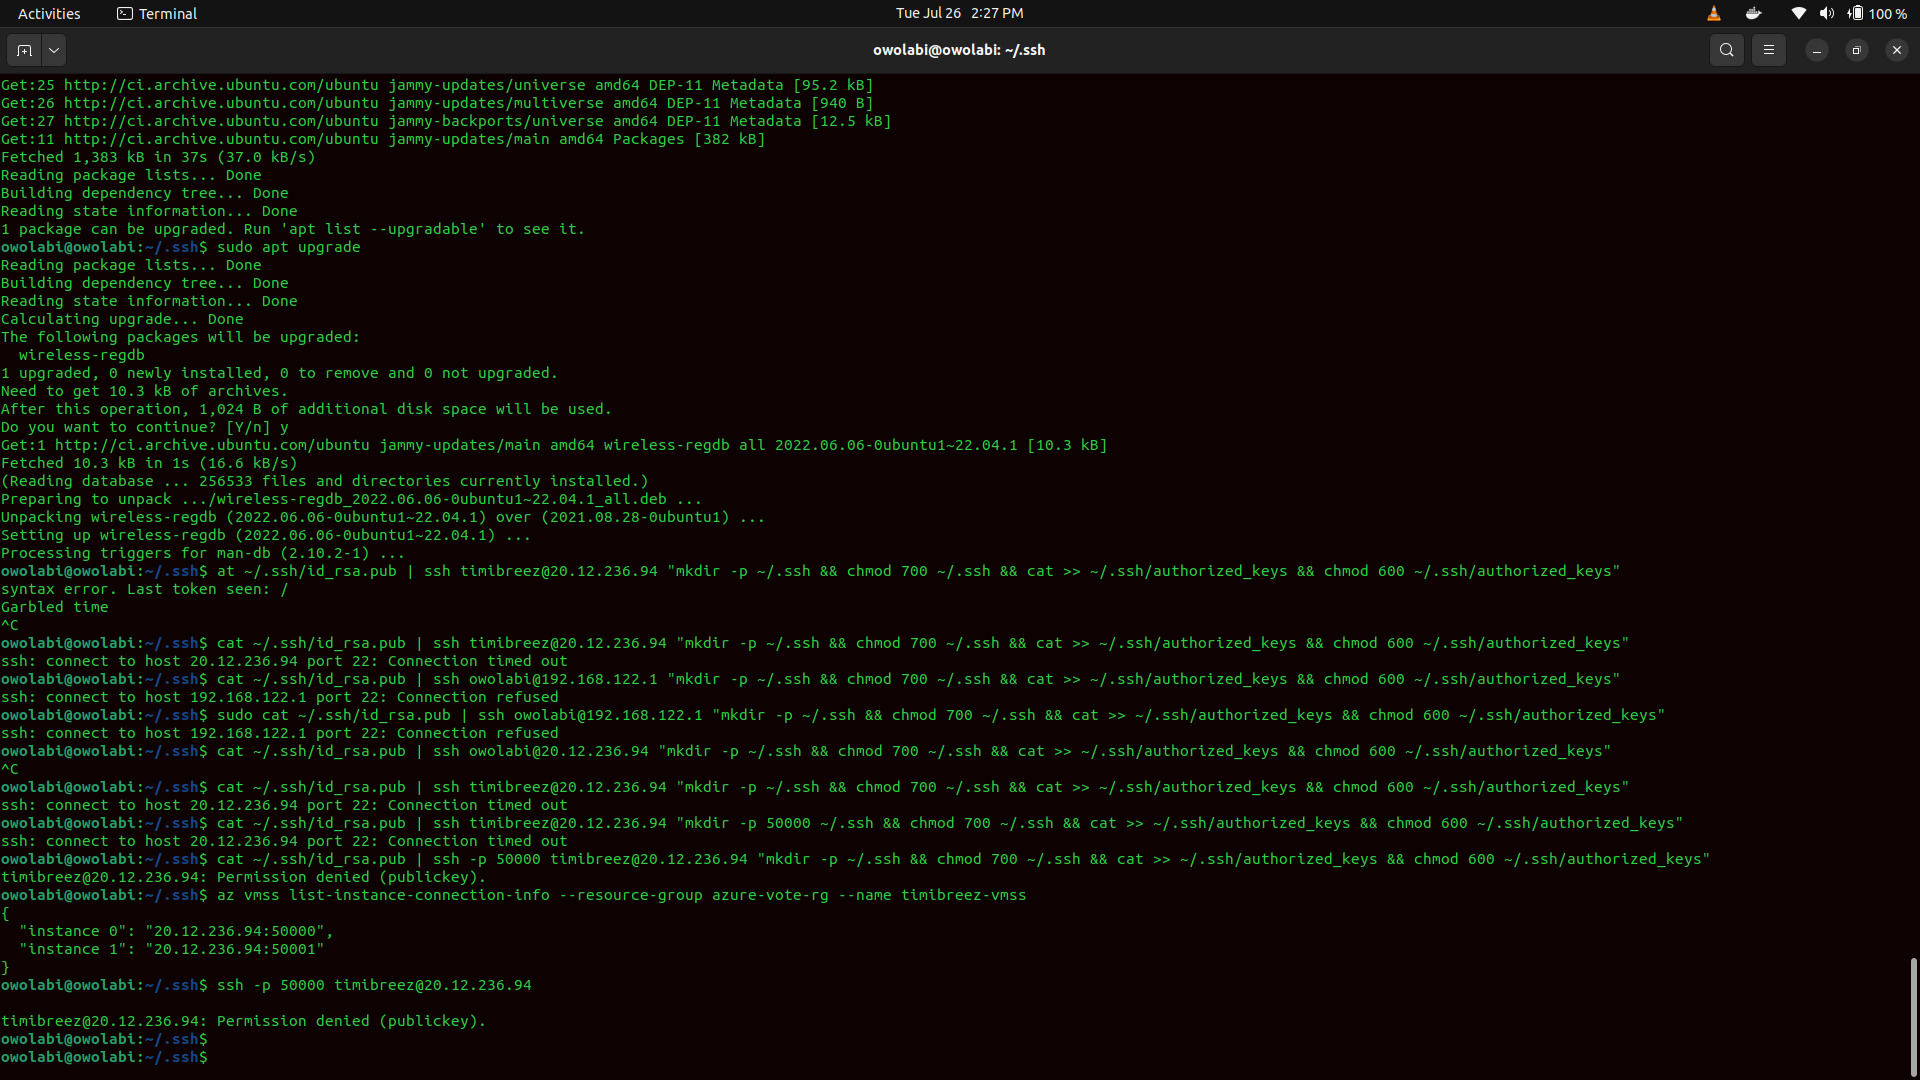 Activities
Terminal
Tue Jul 26 2:27 PM
100 %
owolabi@owolabi: ~/.ssh
Get:25 http://ci.archive.ubuntu.com/ubuntu jammy-updates/universe amd64 DEP-11 Metadata [95.2 kB]
Get:26 http://ci.archive.ubuntu.com/ubuntu jammy-updates/multiverse amd64 DEP-11 Metadata [940 B]
Get:27 http://ci.archive.ubuntu.com/ubuntu jammy-backports/universe amd64 DEP-11 Metadata [12.5 kB]
Get:11 http://ci.archive.ubuntu.com/ubuntu jammy-updates/main amd64 Packages [382 kB]
Fetched 1,383 kB in 37s (37.0 kB/s)
Reading package lists... Done
Building dependency tree... Done
Reading state information... Done
1 package can be upgraded. Run 'apt list --upgradable' to see it.
owolabi@owolabi:~/.ssh$ sudo apt upgrade
Reading package lists... Done
Building dependency tree... Done
Reading state information... Done
Calculating upgrade... Done
The following packages will be upgraded:
  wireless-regdb
1 upgraded, 0 newly installed, 0 to remove and 0 not upgraded.
Need to get 10.3 kB of archives.
After this operation, 1,024 B of additional disk space will be used.
Do you want to continue? [Y/n] y
Get:1 http://ci.archive.ubuntu.com/ubuntu jammy-updates/main amd64 wireless-regdb all 2022.06.06-0ubuntu1~22.04.1 [10.3 kB]
Fetched 10.3 kB in 1s (16.6 kB/s)
(Reading database ... 256533 files and directories currently installed.)
Preparing to unpack .../wireless-regdb_2022.06.06-0ubuntu1~22.04.1_all.deb ...
Unpacking wireless-regdb (2022.06.06-0ubuntu1~22.04.1) over (2021.08.28-0ubuntu1) ...
Setting up wireless-regdb (2022.06.06-0ubuntu1~22.04.1) ...
Processing triggers for man-db (2.10.2-1) ...
owolabi@owolabi:~/.ssh$ at ~/.ssh/id_rsa.pub | ssh timibreez@20.12.236.94 "mkdir -p ~/.ssh && chmod 700 ~/.ssh && cat >> ~/.ssh/authorized_keys && chmod 600 ~/.ssh/authorized_keys"
syntax error. Last token seen: /
Garbled time
^C
owolabi@owolabi:~/.ssh$ cat ~/.ssh/id_rsa.pub | ssh timibreez@20.12.236.94 "mkdir -p ~/.ssh && chmod 700 ~/.ssh && cat >> ~/.ssh/authorized_keys && chmod 600 ~/.ssh/authorized_keys"
ssh: connect to host 20.12.236.94 port 22: Connection timed out
owolabi@owolabi:~/.ssh$ cat ~/.ssh/id_rsa.pub | ssh owolabi@192.168.122.1 "mkdir -p ~/.ssh && chmod 700 ~/.ssh && cat >> ~/.ssh/authorized_keys && chmod 600 ~/.ssh/authorized_keys"
ssh: connect to host 192.168.122.1 port 22: Connection refused
owolabi@owolabi:~/.ssh$ sudo cat ~/.ssh/id_rsa.pub | ssh owolabi@192.168.122.1 "mkdir -p ~/.ssh && chmod 700 ~/.ssh && cat >> ~/.ssh/authorized_keys && chmod 600 ~/.ssh/authorized_keys"
ssh: connect to host 192.168.122.1 port 22: Connection refused
owolabi@owolabi:~/.ssh$ cat ~/.ssh/id_rsa.pub | ssh owolabi@20.12.236.94 "mkdir -p ~/.ssh && chmod 700 ~/.ssh && cat >> ~/.ssh/authorized_keys && chmod 600 ~/.ssh/authorized_keys"
^C
owolabi@owolabi:~/.ssh$ cat ~/.ssh/id_rsa.pub | ssh timibreez@20.12.236.94 "mkdir -p ~/.ssh && chmod 700 ~/.ssh && cat >> ~/.ssh/authorized_keys && chmod 600 ~/.ssh/authorized_keys"
ssh: connect to host 20.12.236.94 port 22: Connection timed out
owolabi@owolabi:~/.ssh$ cat ~/.ssh/id_rsa.pub | ssh timibreez@20.12.236.94 "mkdir -p 50000 ~/.ssh && chmod 700 ~/.ssh && cat >> ~/.ssh/authorized_keys && chmod 600 ~/.ssh/authorized_keys"
ssh: connect to host 20.12.236.94 port 22: Connection timed out
owolabi@owolabi:~/.ssh$ cat ~/.ssh/id_rsa.pub | ssh -p 50000 timibreez@20.12.236.94 "mkdir -p ~/.ssh && chmod 700 ~/.ssh && cat >> ~/.ssh/authorized_keys && chmod 600 ~/.ssh/authorized_keys"
timibreez@20.12.236.94: Permission denied (publickey).
owolabi@owolabi:~/.ssh$ az vmss list-instance-connection-info --resource-group azure-vote-rg --name timibreez-vmss
{
  "instance 0": "20.12.236.94:50000",
  "instance 1": "20.12.236.94:50001"
}
owolabi@owolabi:~/.ssh$ ssh -p 50000 timibreez@20.12.236.94
timibreez@20.12.236.94: Permission denied (publickey).
owolabi@owolabi:~/.ssh$
owolabi@owolabi:~/.ssh$